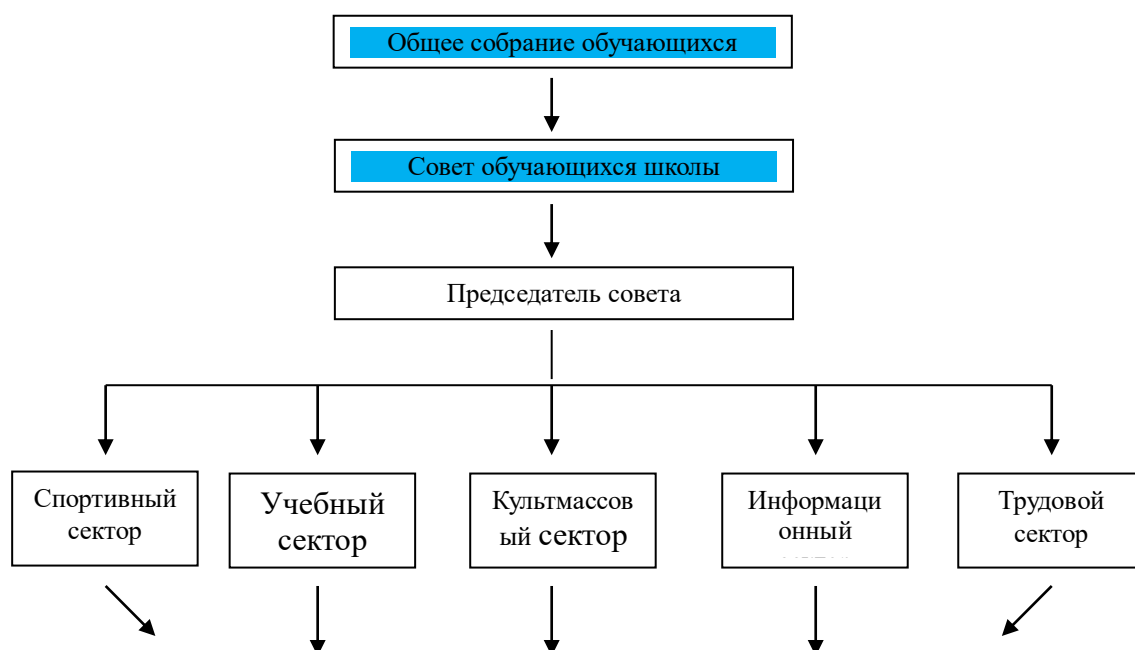 Общее собрание обучающихся
Совет обучающихся школы
Председатель совета
Спортивный
сектор
Учебный
сектор
Культмассов
ый сектор
Информаци
онный
Трудовой
сектор